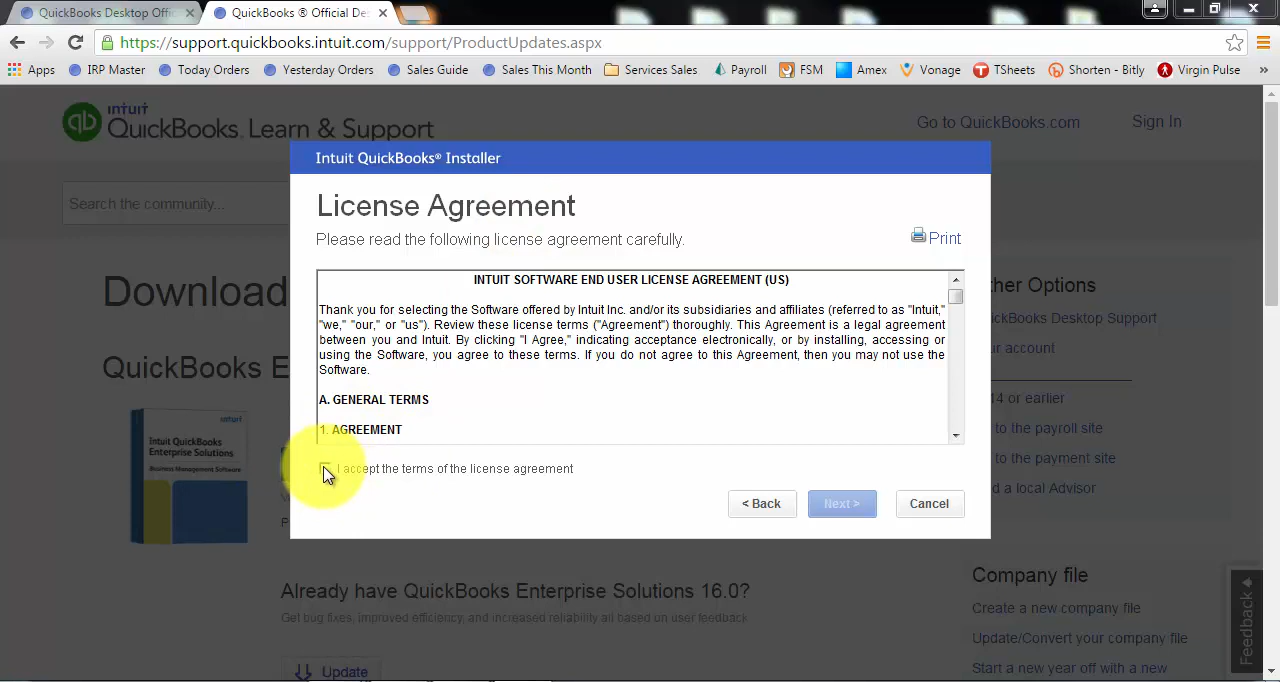 QuickBooks Desktop Offic
QuickBooks ® Official De
https://support.quickbooks.intuit.com/support/ProductUpdates.aspx
Apps IRP Master Today Orders Yesterday Orders Sales Guide Sales This Month Services Sales Payroll FSM Amex Vonage TSheets Shorten - Bitly Virgin Pulse »
intuit
qb QuickBooks. Learn & Support
Go to QuickBooks.com Sign In
Search the community...
Intuit QuickBooks® Installer
License Agreement
Please read the following license agreement carefully.
Print
INTUIT SOFTWARE END USER LICENSE AGREEMENT (US)
Thank you for selecting the Software offered by Intuit Inc. and/or its subsidiaries and affiliates (referred to as "Intuit,"
"we," "our," or "us"). Review these license terms ("Agreement") thoroughly. This Agreement is a legal agreement
between you and Intuit. By clicking "I Agree," indicating acceptance electronically, or by installing, accessing or
using the Software, you agree to these terms. If you do not agree to this Agreement, then you may not use the
Software.
A. GENERAL TERMS
1. AGREEMENT
I accept the terms of the license agreement
< Back Next > Cancel
Download
QuickBooks E
intuit
Intuit QuickBooks
Enterprise Solutions
Business Management Software
Already have QuickBooks Enterprise Solutions 16.0?
Get bug fixes, improved efficiency, and increased reliability all based on user feedback
Update
ther Options
ickBooks Desktop Support
ur account
14 or earlier
to the payroll site
to the payment site
d a local Advisor
Company file
Create a new company file
Update/Convert your company file
Start a new year off with a new
Feedback